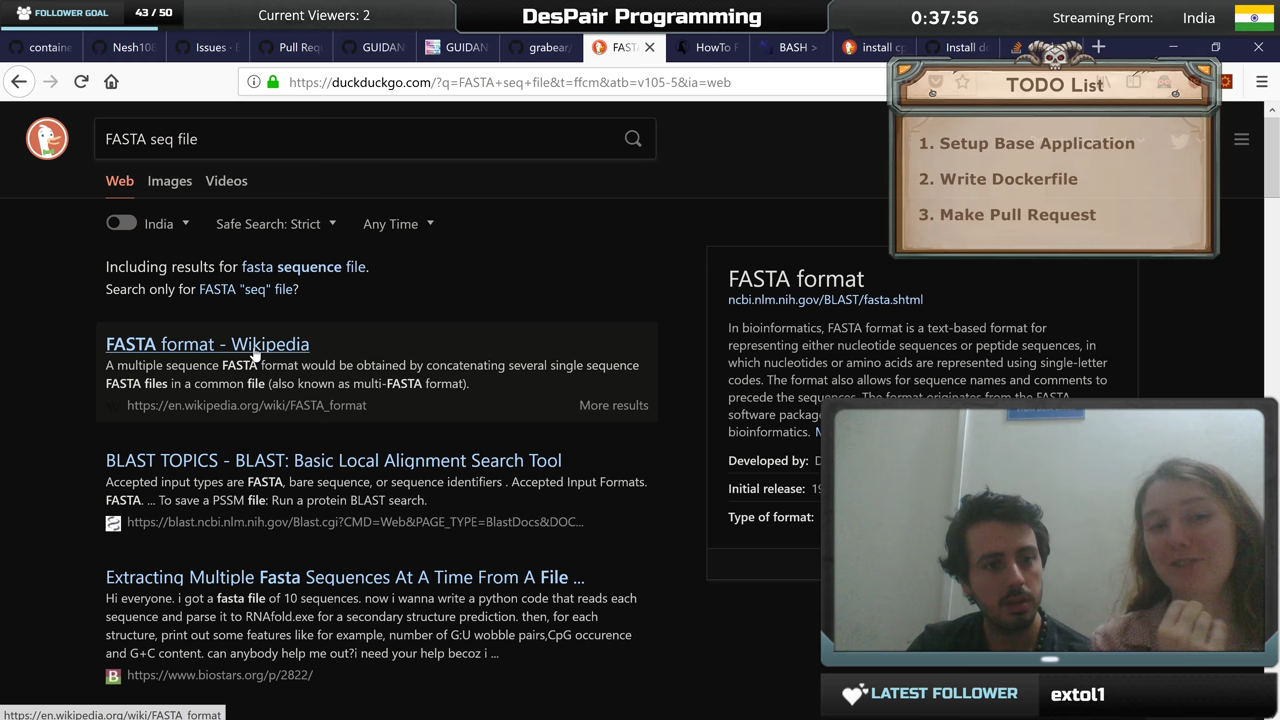 FOLLOWER GOAL 43 / 50
Current Viewers: 2
DesPair Programming
0:37:56
Streaming From:
India
containe
Nesh108
Issues · E
Pull Req
GUIDAN
GUIDAN
grabear/
FAST
HowTo F
BASH >
install cp
Install do
https://duckduckgo.com/?q=FASTA+seq+file&t=ffcm&atb=v105-5&ia=web
TODO List
1. Setup Base Application
2. Write Dockerfile
3. Make Pull Request
FASTA seq file
Web Images Videos
India Safe Search: Strict Any Time
Including results for fasta sequence file.
Search only for FASTA "seq" file?
FASTA format - Wikipedia
A multiple sequence FASTA format would be obtained by concatenating several single sequence
FASTA files in a common file (also known as multi-FASTA format).
https://en.wikipedia.org/wiki/FASTA_format More results
BLAST TOPICS - BLAST: Basic Local Alignment Search Tool
Accepted input types are FASTA, bare sequence, or sequence identifiers . Accepted Input Formats.
FASTA. ... To save a PSSM file: Run a protein BLAST search.
https://blast.ncbi.nlm.nih.gov/Blast.cgi?CMD=Web&PAGE_TYPE=BlastDocs&DOC...
Extracting Multiple Fasta Sequences At A Time From A File ...
Hi everyone. i got a fasta file of 10 sequences. now i wanna write a python code that reads each
sequence and parse it to RNAfold.exe for a secondary structure prediction. then, for each
structure, print out some features like for example, number of G:U wobble pairs,CpG occurence
and G+C content. can anybody help me out?i need your help becoz i ...
https://www.biostars.org/p/2822/
FASTA format
ncbi.nlm.nih.gov/BLAST/fasta.shtml
In bioinformatics, FASTA format is a text-based format for
representing either nucleotide sequences or peptide sequences, in
which nucleotides or amino acids are represented using single-letter
codes. The format also allows for sequence names and comments to
precede the sequences. The format originates from the FASTA
software packag
bioinformatics.
Developed by: D
Initial release: 19
Type of format:
LATEST FOLLOWER extol1
https://en.wikipedia.org/wiki/FASTA_format